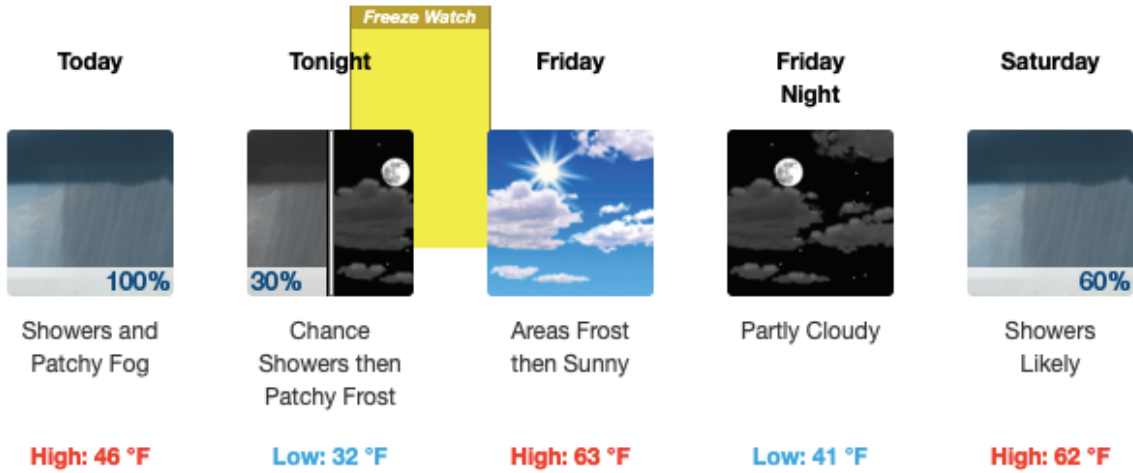 Freeze Watch
Today
Tonight
Friday
Friday
Night
Saturday
100%
30%
60%
Showers and
Patchy Fog
Chance
Showers then
Patchy Frost
Areas Frost
then Sunny
Partly Cloudy
Showers
Likely
High: 46 °F
Low: 32 °F
High: 63 °F
Low: 41 °F
High: 62 °F